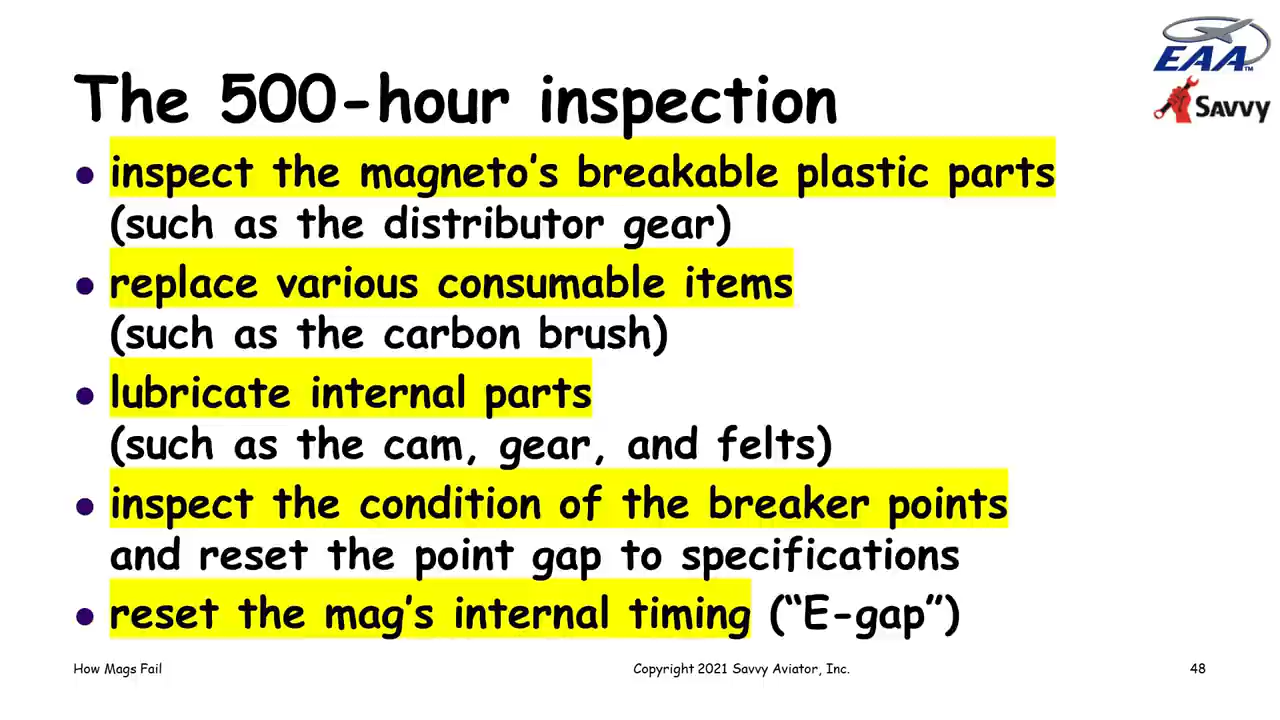 EAA™
Savvy
The 500-hour inspection
● inspect the magneto’s breakable plastic parts
(such as the distributor gear)
● replace various consumable items
(such as the carbon brush)
● lubricate internal parts
(such as the cam, gear, and felts)
● inspect the condition of the breaker points
and reset the point gap to specifications
● reset the mag’s internal timing (“E-gap”)
How Mags Fail
Copyright 2021 Savvy Aviator, Inc.
48